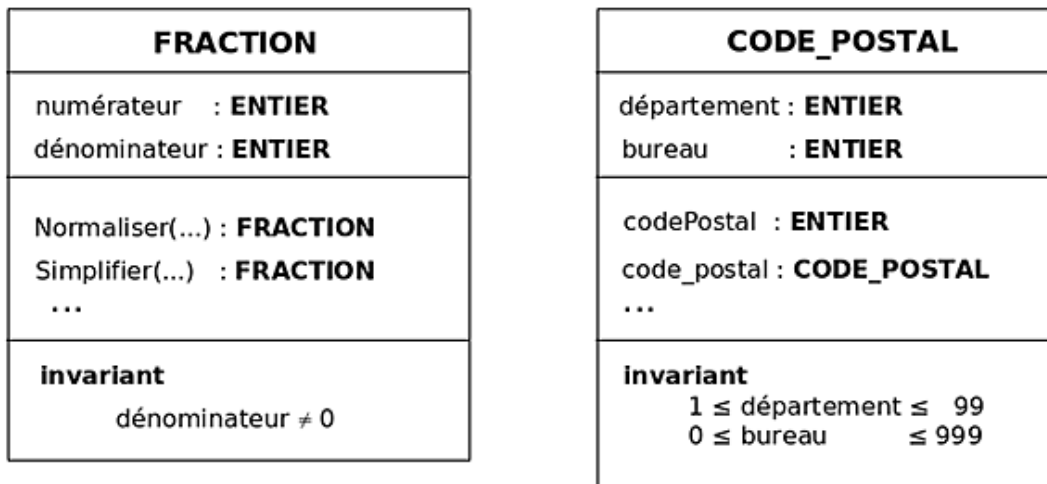 FRACTION
numérateur : ENTIER
dénominateur : ENTIER
Normaliser(...) : FRACTION
Simplifier(...) : FRACTION
...
invariant
dénominateur ≠ 0
CODE_POSTAL
département : ENTIER
bureau : ENTIER
codePostal : ENTIER
code_postal : CODE_POSTAL
...
invariant
1 ≤ département ≤ 99
0 ≤ bureau ≤ 999